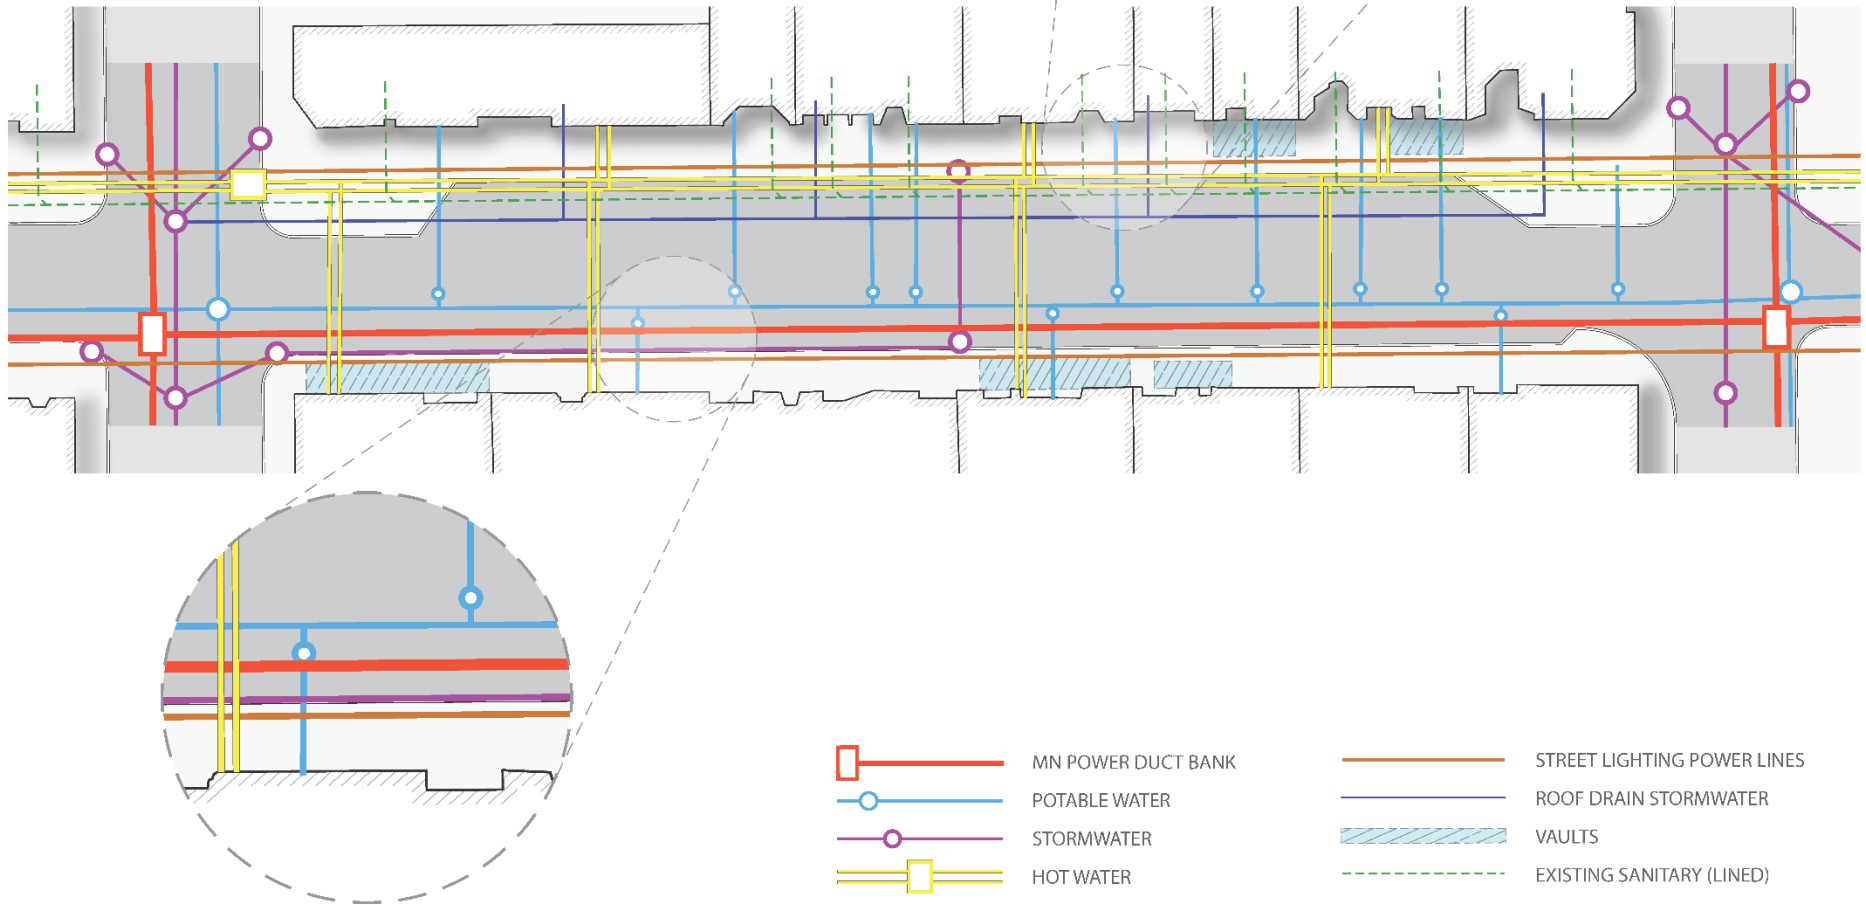 MN POWER DUCT BANK
POTABLE WATER
STORMWATER
HOT WATER
STREET LIGHTING POWER LINES
ROOF DRAIN STORMWATER
VAULTS
EXISTING SANITARY (LINED)